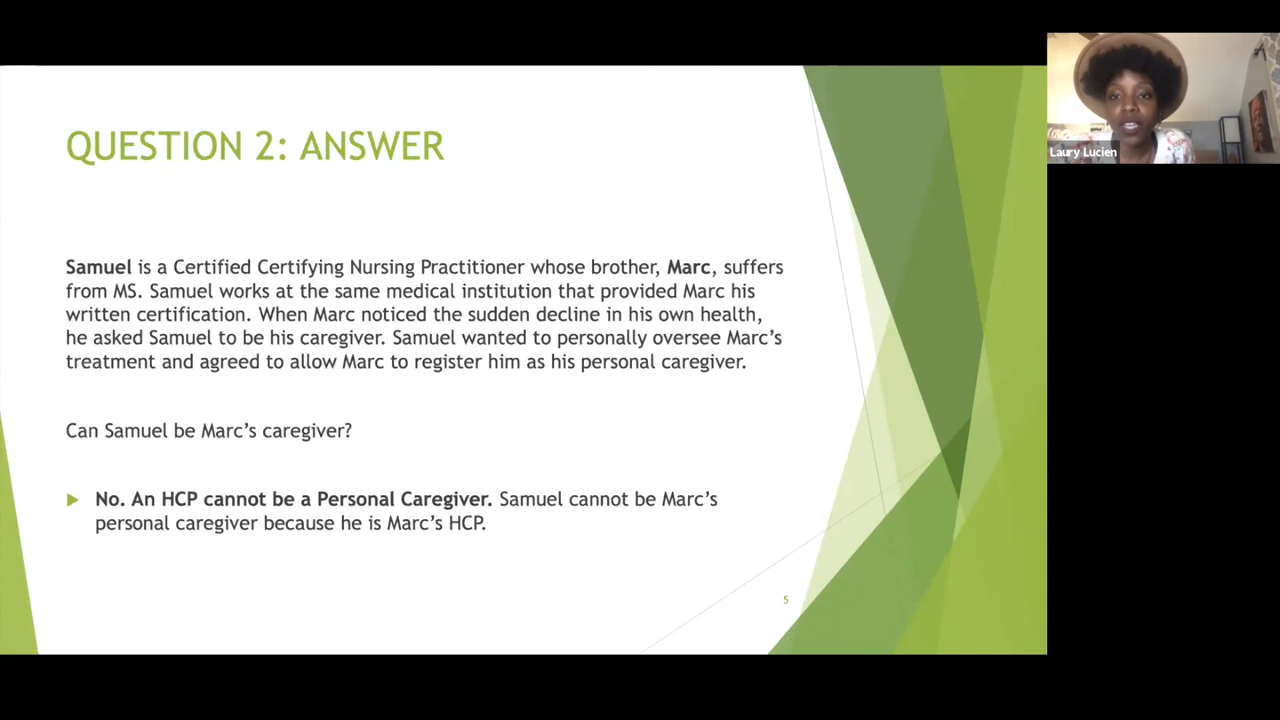 QUESTION 2: ANSWER
Samuel is a Certified Certifying Nursing Practitioner whose brother, Marc, suffers
from MS. Samuel works at the same medical institution that provided Marc his
written certification. When Marc noticed the sudden decline in his own health,
he asked Samuel to be his caregiver. Samuel wanted to personally oversee Marc’s
treatment and agreed to allow Marc to register him as his personal caregiver.
Can Samuel be Marc’s caregiver?
No. An HCP cannot be a Personal Caregiver. Samuel cannot be Marc’s
personal caregiver because he is Marc’s HCP.
5
Laury Lucien